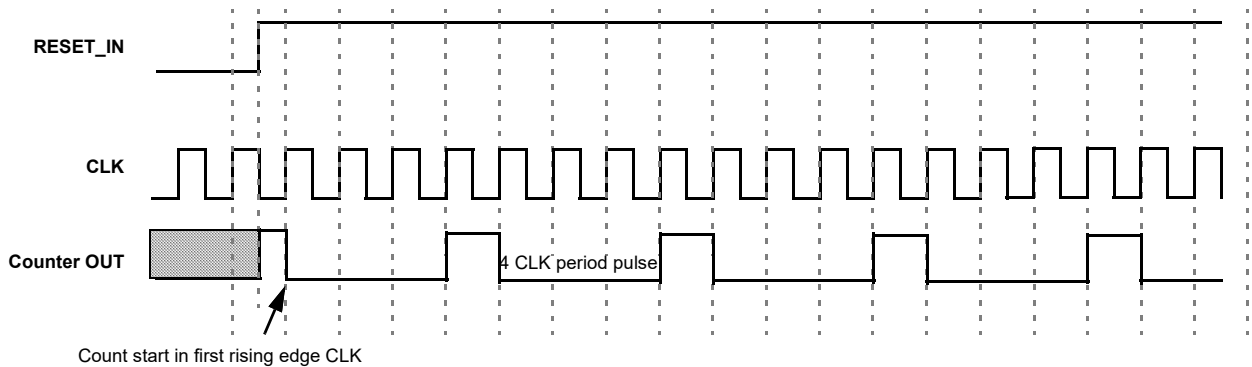 RESET_IN
CLK
Counter OUT
4 CLK period pulse
Count start in first rising edge CLK